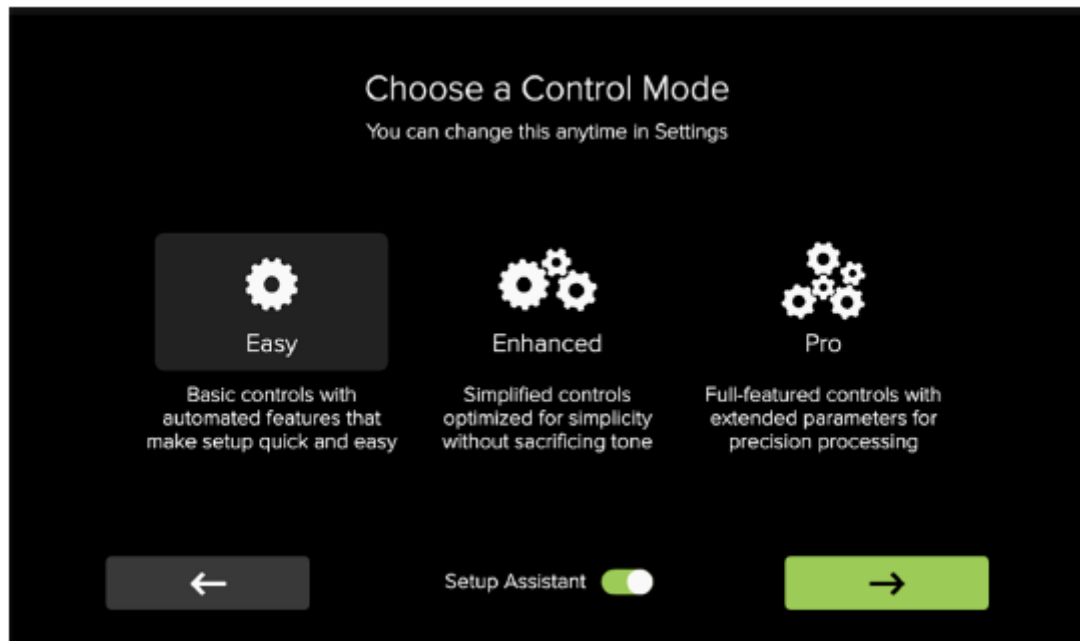 Choose a Control Mode
You can change this anytime in Settings
Easy
Basic controls with
automated features that
make setup quick and easy
Enhanced
Simplified controls
optimized for simplicity
without sacrificing tone
Pro
Full-featured controls with
extended parameters for
precision processing
Setup Assistant